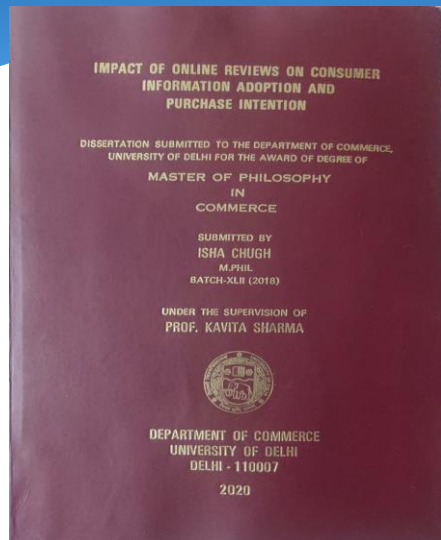 IMPACT OF ONLINE REVIEWS ON CONSUMER
INFORMATION ADOPTION AND
PURCHASE INTENTION
DISSERTATION SUBMITTED TO THE DEPARTMENT OF COMMERCE,
UNIVERSITY OF DELHI FOR THE AWARD OF DEGREE OF
MASTER OF PHILOSOPHY
IN
COMMERCE
SUBMITTED BY
ISHA CHUGH
M.PHIL
BATCH-XLII (2018)
UNDER THE SUPERVISION OF
PROF. KAVITA SHARMA
DEPARTMENT OF COMMERCE
UNIVERSITY OF DELHI
DELHI - 110007
2020